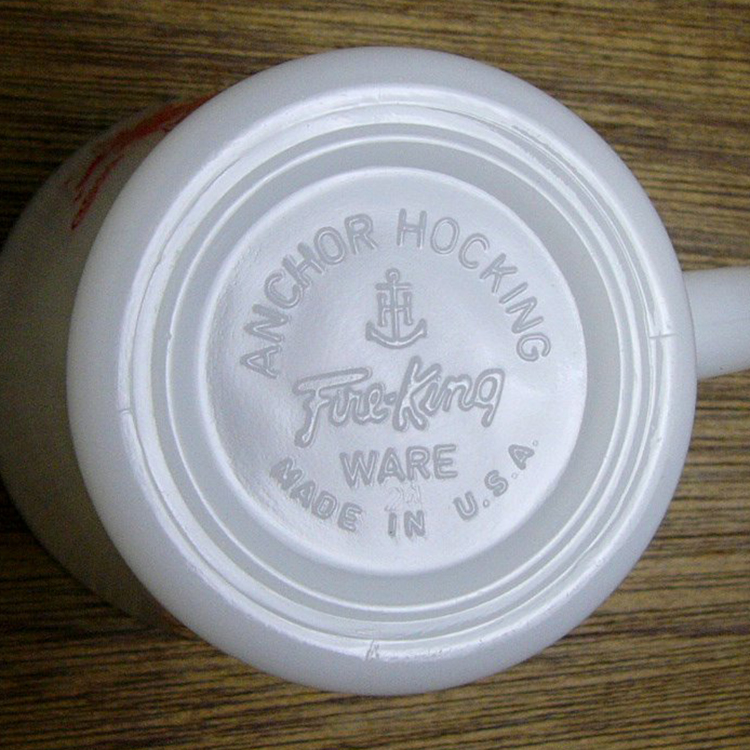 ANCHOR HOCKING
H
Fire-King
WARE
MADE IN U.S.A.